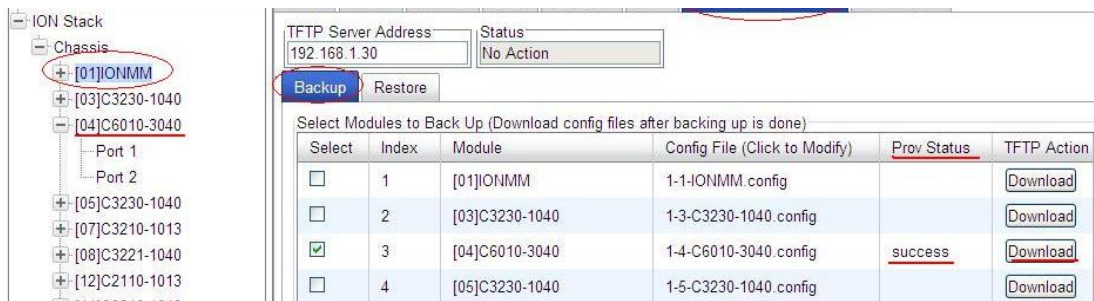 ION Stack
Chassis
[01]IONMM
[03]C3230-1040
[04]C6010-3040
Port 1
Port 2
[05]C3230-1040
[07]C3210-1013
[08]C3221-1040
[12]C2110-1013
TFTP Server Address
Status
192.168.1.30
No Action
Backup
Restore
Select Modules to Back Up (Download config files after backing up is done)
Select Index Module Config File (Click to Modify) Prov Status TFTP Action
1 [01]IONMM 1-1-IONMM.config Download
2 [03]C3230-1040 1-3-C3230-1040.config Download
3 [04]C6010-3040 1-4-C6010-3040.config success Download
4 [05]C3230-1040 1-5-C3230-1040.config Download